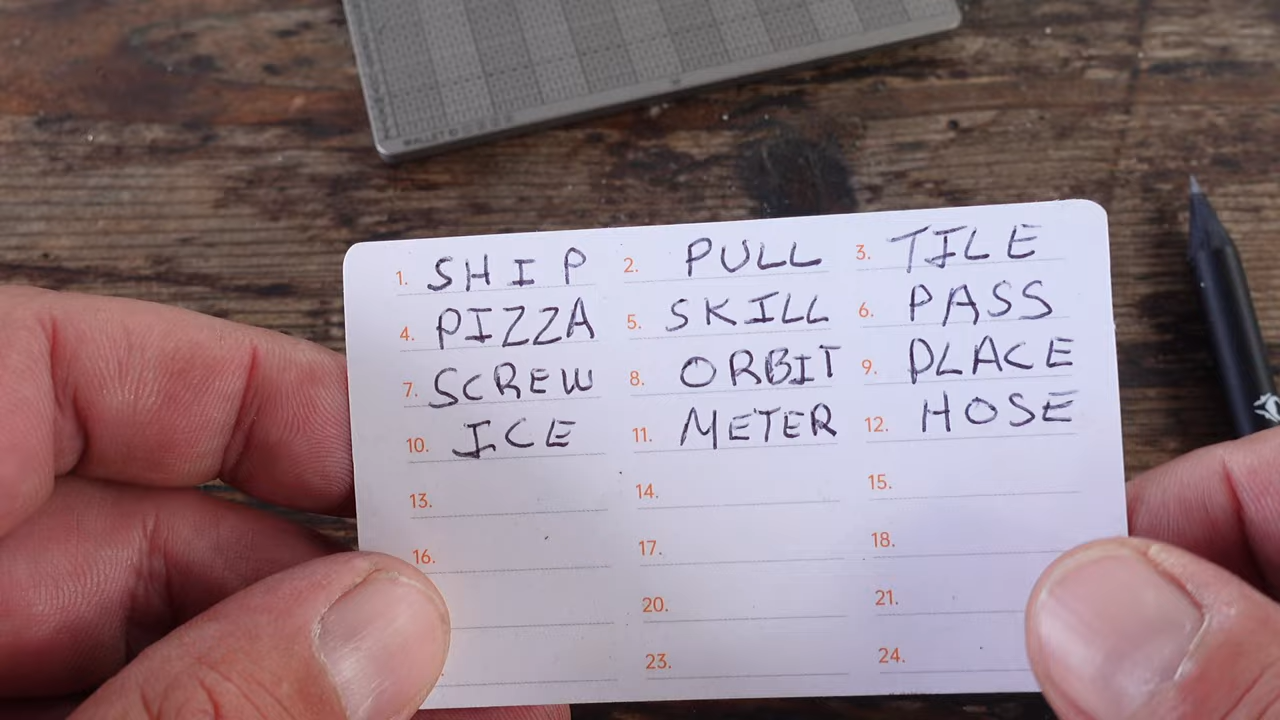 1. SHIP 2. PULL 3. TILE
4. PIZZA 5. SKILL 6. PASS
7. SCREW 8. ORBIT 9. PLACE
10. ICE 11. METER 12. HOSE
13. 14. 15.
16. 17. 18.
20. 21.
23. 24.